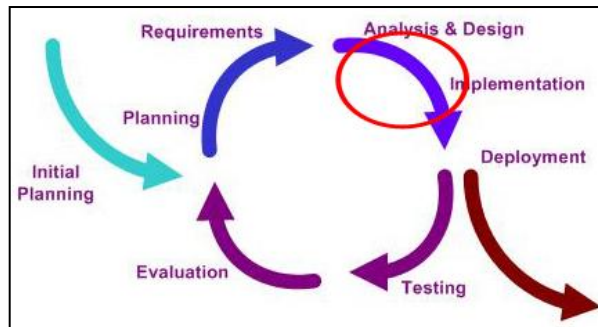 Requirements
Analysis & Design
Planning
Implementation
Initial
Planning
Deployment
Evaluation
Testing